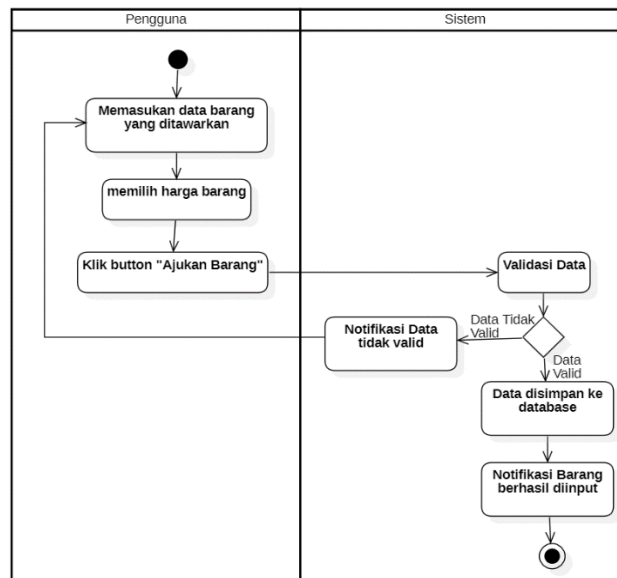 Pengguna
Sistem
Memasukan data barang
yang ditawarkan
memilih harga barang
Klik button "Ajukan Barang"
Validasi Data
Data Tidak
Valid
Notifikasi Data
tidak valid
Data
Valid
Data disimpan ke
database
Notifikasi Barang
berhasil diinput